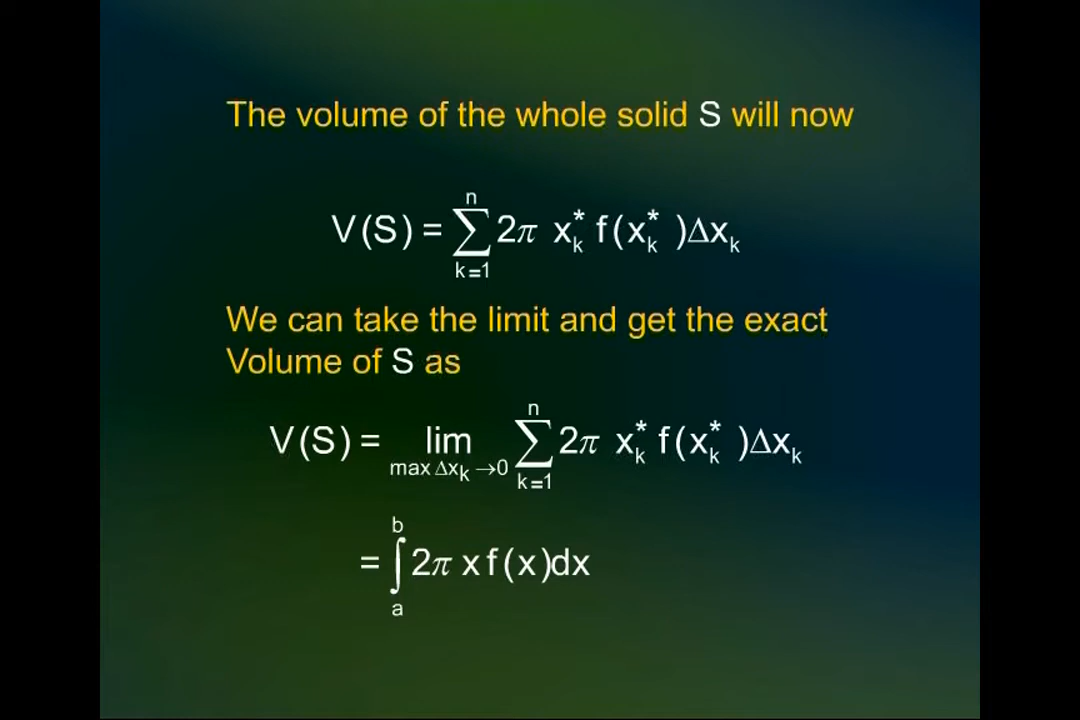 The volume of the whole solid S will now
V(S) = ∑_{k=1}^{n} 2π x_k^* f(x_k^* )Δx_k
We can take the limit and get the exact
Volume of S as
V(S) = lim_{max Δx_k →0} ∑_{k=1}^{n} 2π x_k^* f(x_k^* )Δx_k
= ∫_{a}^{b} 2π x f(x)dx